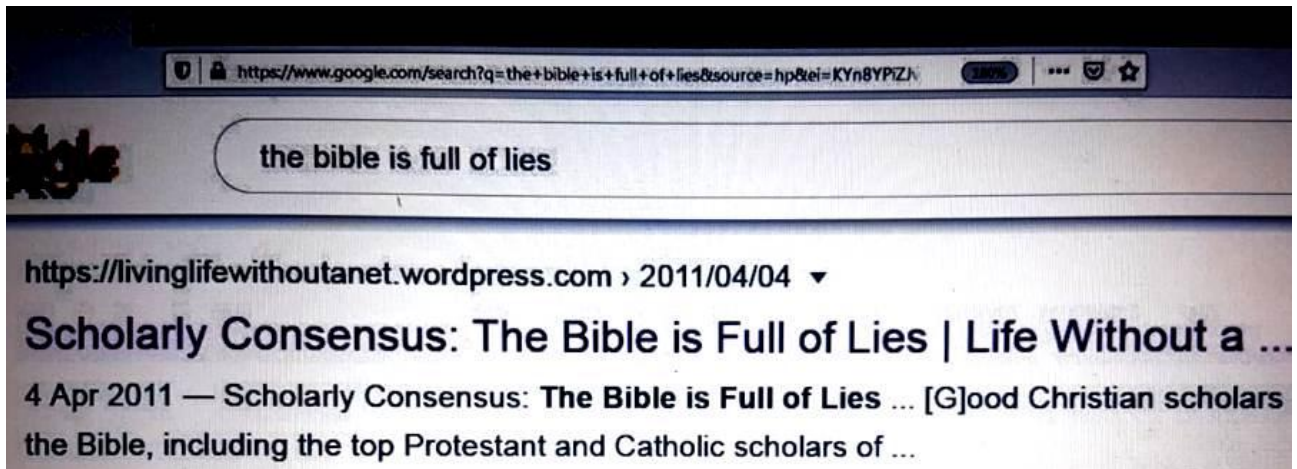 https://www.google.com/search?q=the+bible+is+full+of+lies&source=hp&ei=KYn8YPiZJ
the bible is full of lies
https://livinglifewithoutanet.wordpress.com › 2011/04/04
Scholarly Consensus: The Bible is Full of Lies | Life Without a ...
4 Apr 2011 — Scholarly Consensus: The Bible is Full of Lies ... [G]ood Christian scholars
the Bible, including the top Protestant and Catholic scholars of ...